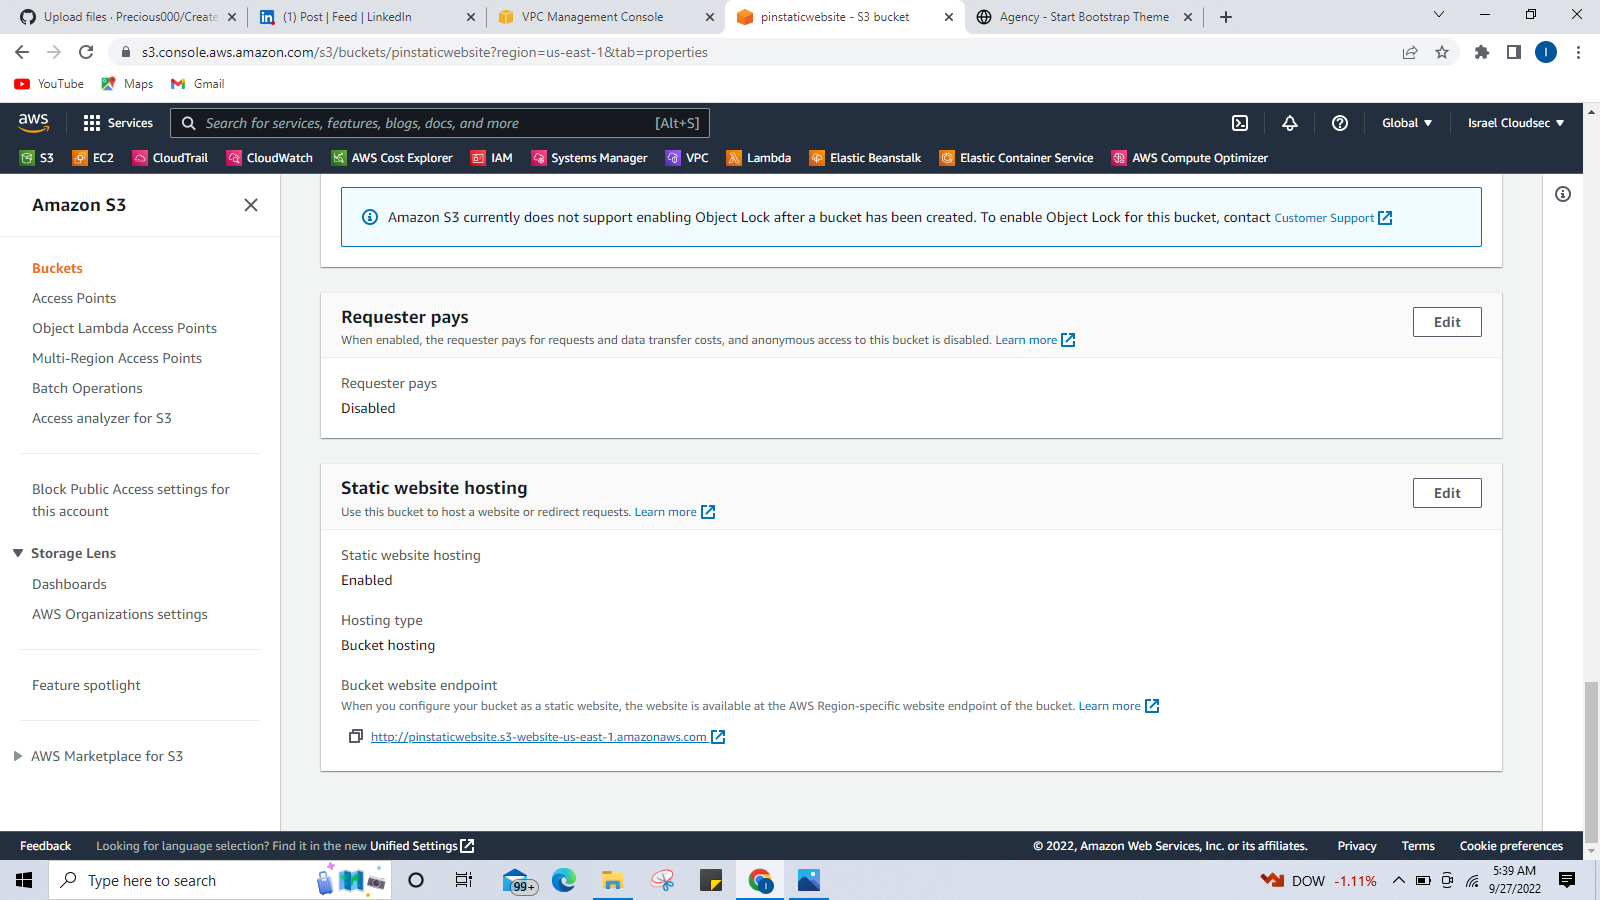 Upload files · Precious000/Create
(1) Post | Feed | LinkedIn
VPC Management Console
pinstaticwebsite - S3 bucket
Agency - Start Bootstrap Theme
s3.console.aws.amazon.com/s3/buckets/pinstaticwebsite?region=us-east-1&tab=properties
I
YouTube
Maps
Gmail
aws
Services
Search for services, features, blogs, docs, and more
[Alt+S]
Global
Israel Cloudsec
S3
EC2
CloudTrail
CloudWatch
AWS Cost Explorer
IAM
Systems Manager
VPC
Lambda
Elastic Beanstalk
Elastic Container Service
AWS Compute Optimizer
Amazon S3
Buckets
Access Points
Object Lambda Access Points
Multi-Region Access Points
Batch Operations
Access analyzer for S3
Block Public Access settings for
this account
Storage Lens
Dashboards
AWS Organizations settings
Feature spotlight
AWS Marketplace for S3
Amazon S3 currently does not support enabling Object Lock after a bucket has been created. To enable Object Lock for this bucket, contact Customer Support
Requester pays
Edit
When enabled, the requester pays for requests and data transfer costs, and anonymous access to this bucket is disabled. Learn more
Requester pays
Disabled
Static website hosting
Edit
Use this bucket to host a website or redirect requests. Learn more
Static website hosting
Enabled
Hosting type
Bucket hosting
Bucket website endpoint
When you configure your bucket as a static website, the website is available at the AWS Region-specific website endpoint of the bucket. Learn more
http://pinstaticwebsite.s3-website-us-east-1.amazonaws.com
Feedback
Looking for language selection? Find it in the new Unified Settings
© 2022, Amazon Web Services, Inc. or its affiliates.
Privacy
Terms
Cookie preferences
Type here to search
99+
I
DOW -1.11%
5:39 AM
9/27/2022